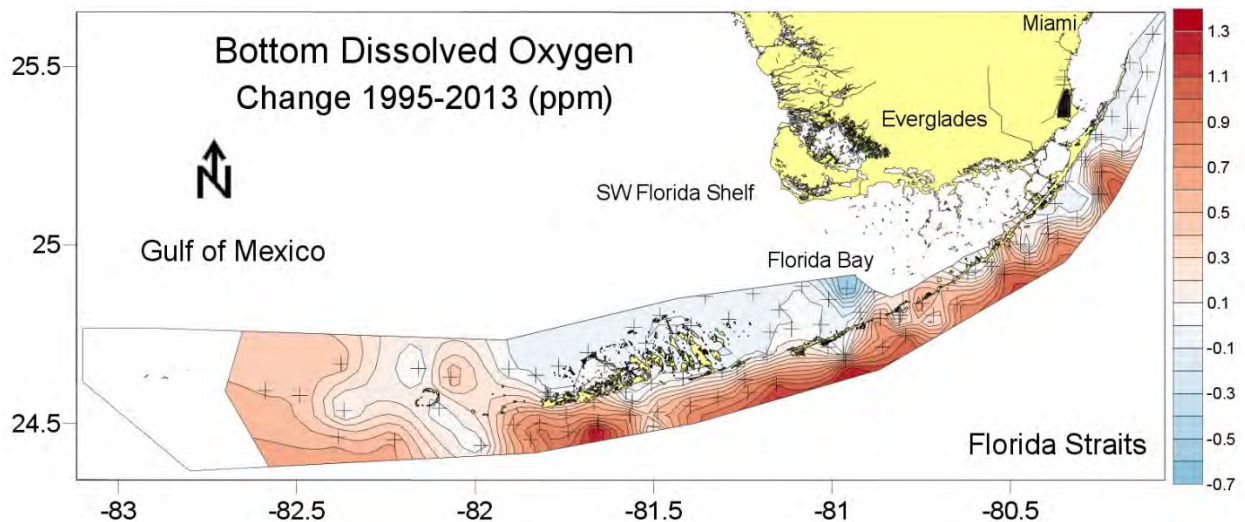 Bottom Dissolved Oxygen
Change 1995-2013 (ppm)
N
Miami
Everglades
SW Florida Shelf
Gulf of Mexico
Florida Bay
Florida Straits
25.5
25
24.5
-83
-82.5
-82
-81.5
-81
-80.5
1.3
1.1
0.9
0.7
0.5
0.3
0.1
-0.1
-0.3
-0.5
-0.7